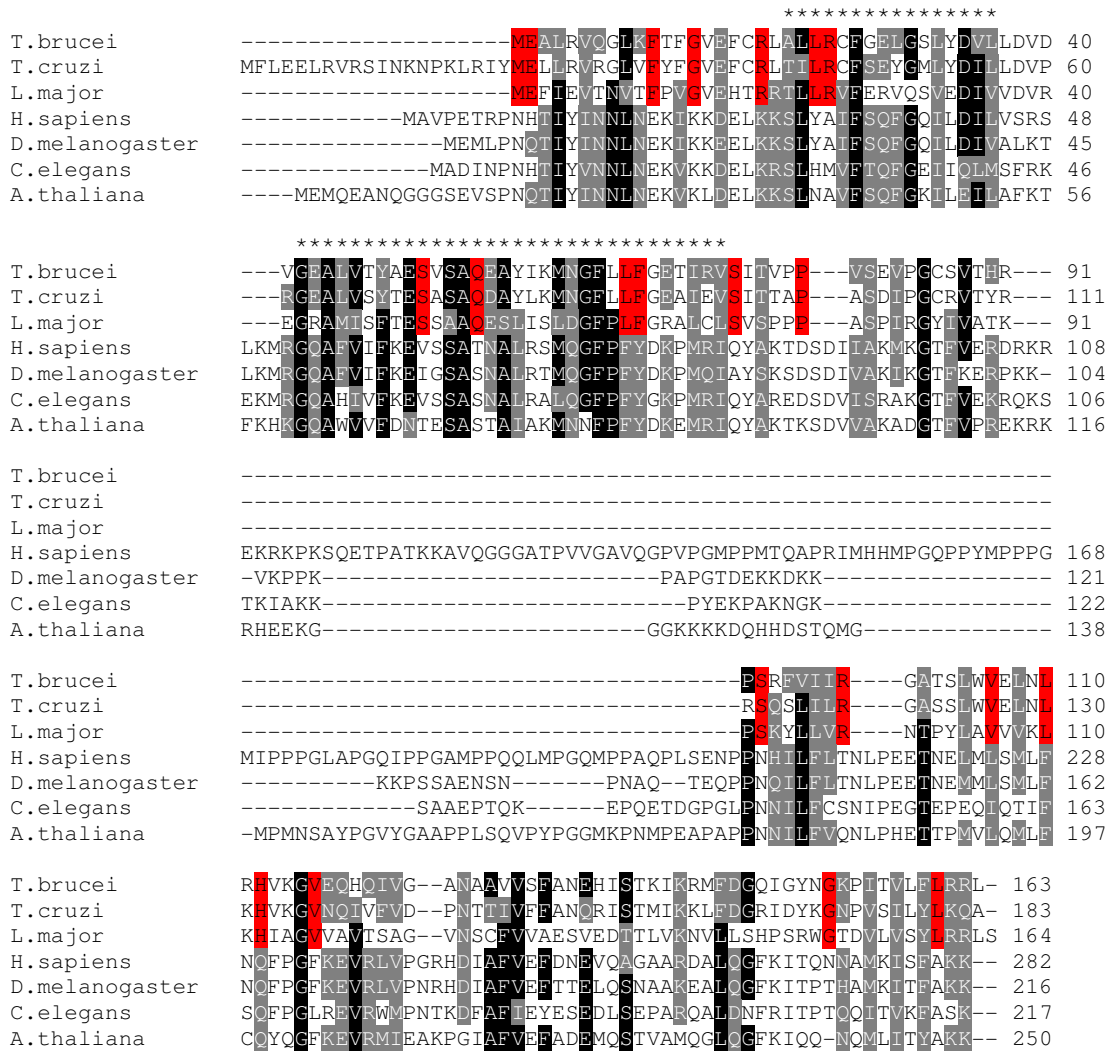 ****************
T.brucei --------------------MEALRVQGLKFTFGVEFCRLALLRCFGELGSLYDVLLDVD 40
T.cruzi MFLEELRVRSINKNPKLRIYMELLRVRGLVFYFGVEFCRLTILRCFSEYGMLYDILLDVP 60
L.major --------------------MEFIEVTNVTFPVGVEHTRRTLLRVFERVQSVEDIVVDVR 40
H.sapiens ------------MAVPETRPNHTIYINNLNEKIKKDELKKSLYAIFSQFGQILDILVSRS 48
D.melanogaster ---------------MEMLPNQTIYINNLNEKIKKEELKKSLYAIFSQFGQILDIVALKT 45
C.elegans --------------MADINPNHTIYVNNLNEKVKKDELKRSLHMVFTQFGEIIQLMSFRK 46
A.thaliana ----MEMQEANQGGGSEVSPNQTIYINNLNEKVKLDELKKSLNAVFSQFGKILEILAFKT 56
********************************
T.brucei ---VGEALVTYAESVSAQEAYIKMNGFLLFGETIRVSITVPP---VSEVPGCSVTHR--- 91
T.cruzi ---RGEALVSYTESASAQDAYLKMNGFLLFGEAIEVSITTAP---ASDIPGCRVTYR--- 111
L.major ---EGRAMISFTESSAAQESLISLDGFPLFGRALCLSVSPPP---ASPIRGYIVATK--- 91
H.sapiens LKMRGQAFVIFKEVSSATNALRSMQGFPFYDKPMRIQYAKTDSDIIAKMKGTFVERDRKR 108
D.melanogaster LKMRGQAFVIFKEIGSASNALRTMQGFPFYDKPMQIAYSKSDSDIVAKIKGTFKERPKK- 104
C.elegans EKMRGQAHIVFKEVSSASNALRALQGFPFYGKPMRIQYAREDSDVISRAKGTFVEKRQKS 106
A.thaliana FKHKGQAWVVFDNTESASTAIAKMNNFPFYDKEMRIQYAKTKSDVVAKADGTFVPREKRK 116
T.brucei ------------------------------------------------------------
T.cruzi ------------------------------------------------------------
L.major ------------------------------------------------------------
H.sapiens EKRKPKSQETPATKKAVQGGGATPVVGAVQGPVPGMPPMTQAPRIMHHMPGQPPYMPPPG 168
D.melanogaster -VKPPK-------------------------PAPGTDEKKDKK----------------- 121
C.elegans TKIAKK---------------------------PYEKPAKNGK----------------- 122
A.thaliana RHEEKG------------------------GGKKKKDQHHDSTQMG-------------- 138
T.brucei -------------------------------------PSRFVIIR----GATSLWVELNL 110
T.cruzi -------------------------------------RSQSLILR----GASSLWVELNL 130
L.major -------------------------------------PSKYLLVR----NTPYLAVVVKL 110
H.sapiens MIPPPGLAPGQIPPGAMPPQQLMPGQMPPAQPLSENPPNHILFLTNLPEETNELMLSMLF 228
D.melanogaster ----------KKPSSAENSN-------PNAQ--TEQPPNQILFLTNLPEETNEMMLSMLF 162
C.elegans -------------SAAEPTQK------EPQETDGPGLPNNILFCSNIPEGTEPEQIQTIF 163
A.thaliana -MPMNSAYPGVYGAAPPLSQVPYPGGMKPNMPEAPAPPNNILFVQNLPHETTPMVLQMLF 197
T.brucei RHVKGVEQHQIVG--ANAAVVSFANEHISTKIKRMFDGQIGYNGKPITVLFLRRL- 163
T.cruzi KHVKGVNQIVFVD--PNTTIVFFANQRISTMIKKLFDGRIDYKGNPVSILYLKQA- 183
L.major KHIAGVVAVTSAG--VNSCFVVAESVEDTTLVKNVLLSHPSRWGTDVLVSYLRRLS 164
H.sapiens NQFPGFKEVRLVPGRHDIAFVEFDNEVQAGAARDALQGFKITQNNAMKISFAKK-- 282
D.melanogaster NQFPGFKEVRLVPNRHDIAFVEFTTELQSNAAKEALQGFKITPTHAMKITFAKK-- 216
C.elegans SQFPGLREVRWMPNTKDFAFIEYESEDLSEPARQALDNFRITPTQQITVKFASK-- 217
A.thaliana CQYQGFKEVRMIEAKPGIAFVEFADEMQSTVAMQGLQGFKIQQ-NQMLITYAKK-- 250